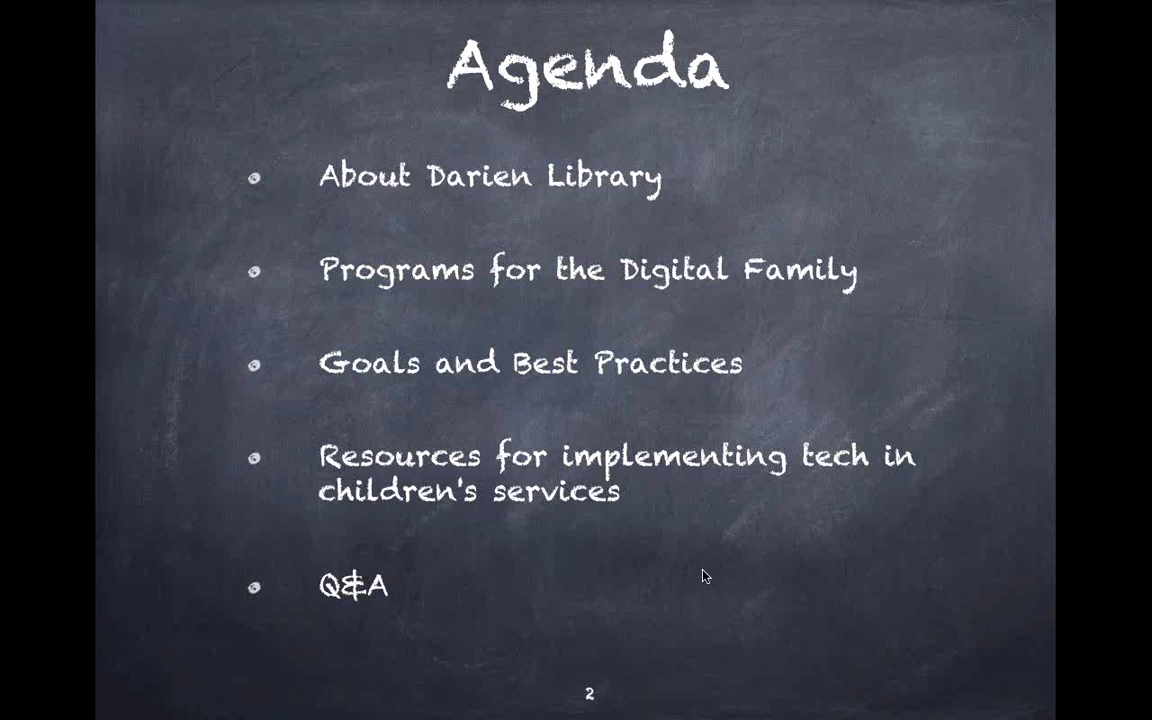 Agenda
About Darien Library
Programs for the Digital Family
Goals and Best Practices
Resources for implementing tech in
children's services
Q&A
2